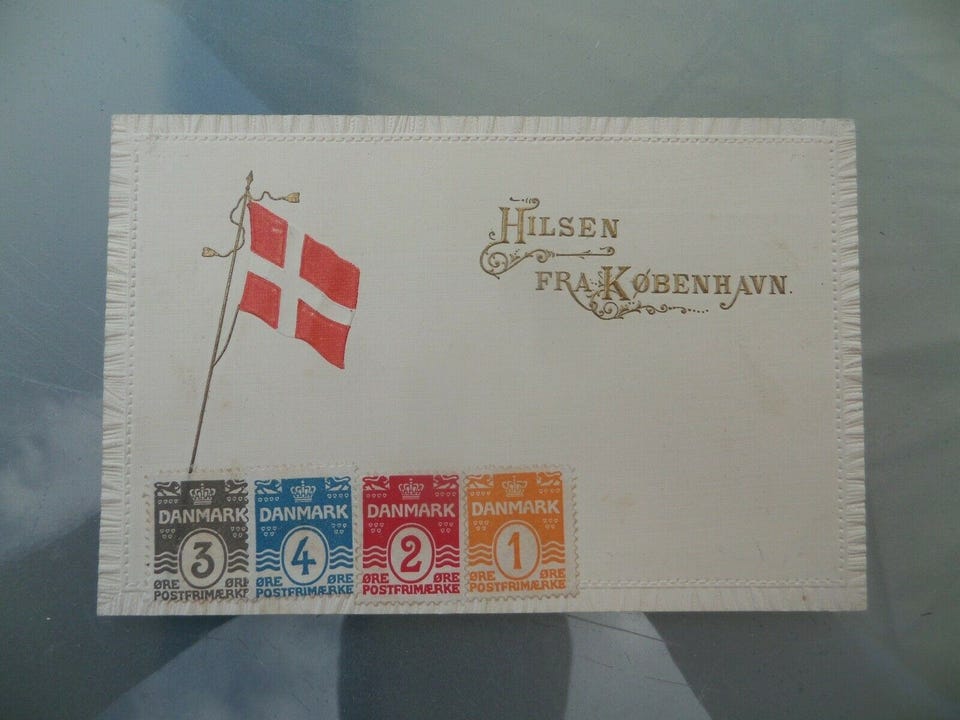 HILSEN
FRA KØBENHAVN.
DANMARK
3
ØRE ØRE
POSTFRIMÆRKE
DANMARK
4
ØRE ØRE
POSTFRIMÆRKE
DANMARK
2
ØRE ØRE
POSTFRIMÆRKE
DANMARK
1
ØRE ØRE
POSTFRIMÆRKE